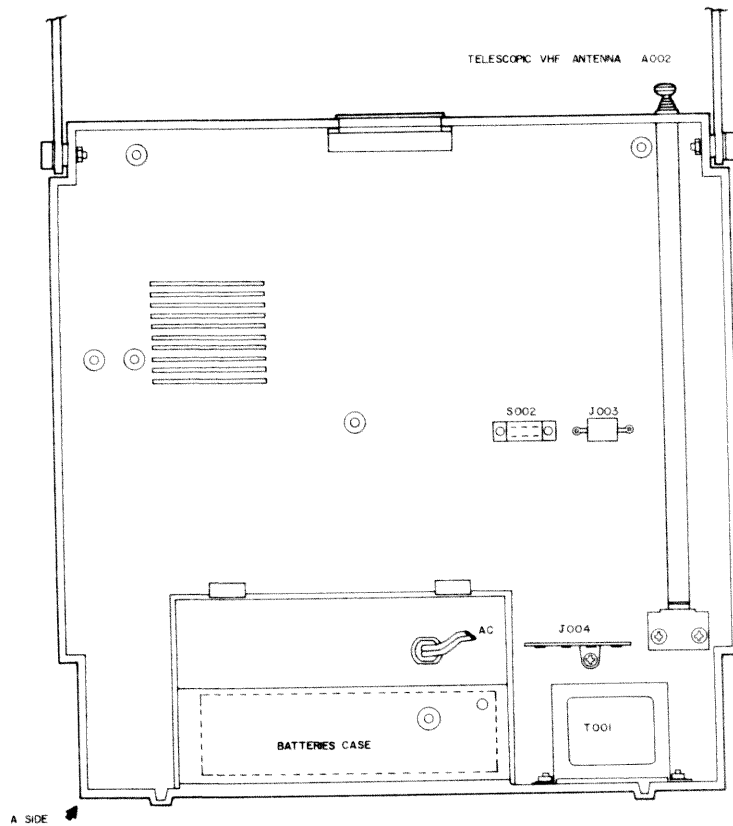 TELESCOPIC VHF ANTENNA A002
S002 J003
AC
J004
T001
BATTERIES CASE
A SIDE